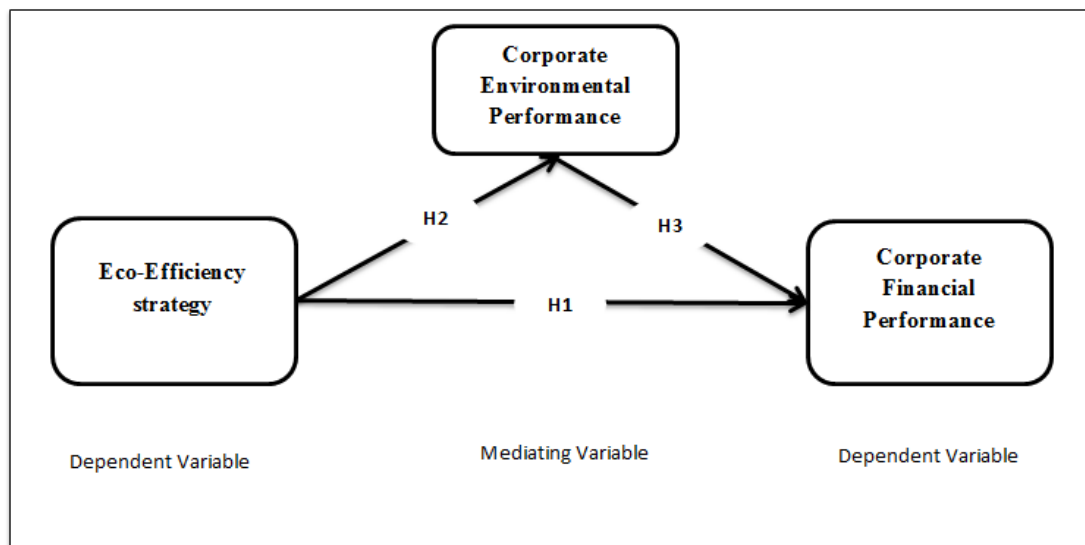 Corporate
Environmental
Performance
H2
H3
Eco-Efficiency
strategy
H1
Corporate
Financial
Performance
Dependent Variable
Mediating Variable
Dependent Variable